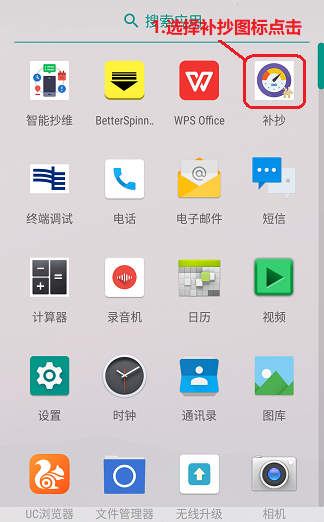 搜索应用
1.选择补抄图标点击
智能抄维 BetterSpinn.. WPS Office 补抄
终端调试 电话 电子邮件 短信
计算器 录音机 日历 视频
设置 时钟 通讯录 图库
UC浏览器 文件管理器 无线升级 相机